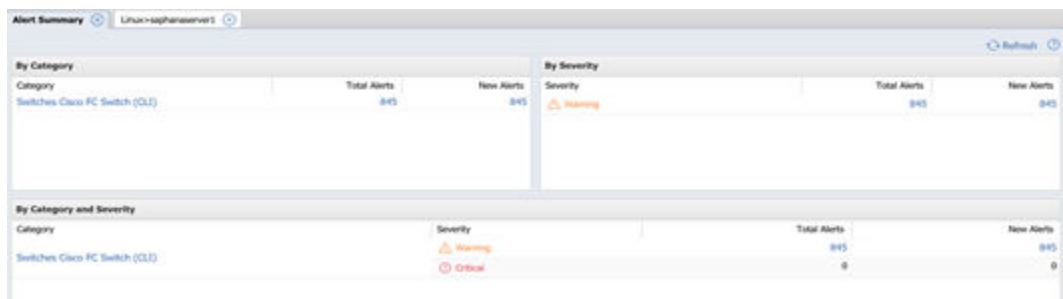 Alert Summary
Linux>saphanaserver1
Refresh
By Category
Category Total Alerts New Alerts
Switches Cisco FC Switch (CLI) 845 845
By Severity
Severity Total Alerts New Alerts
Warning 845 845
By Category and Severity
Category Severity Total Alerts New Alerts
Switches Cisco FC Switch (CLI)
Warning 845 845
Critical 0 0